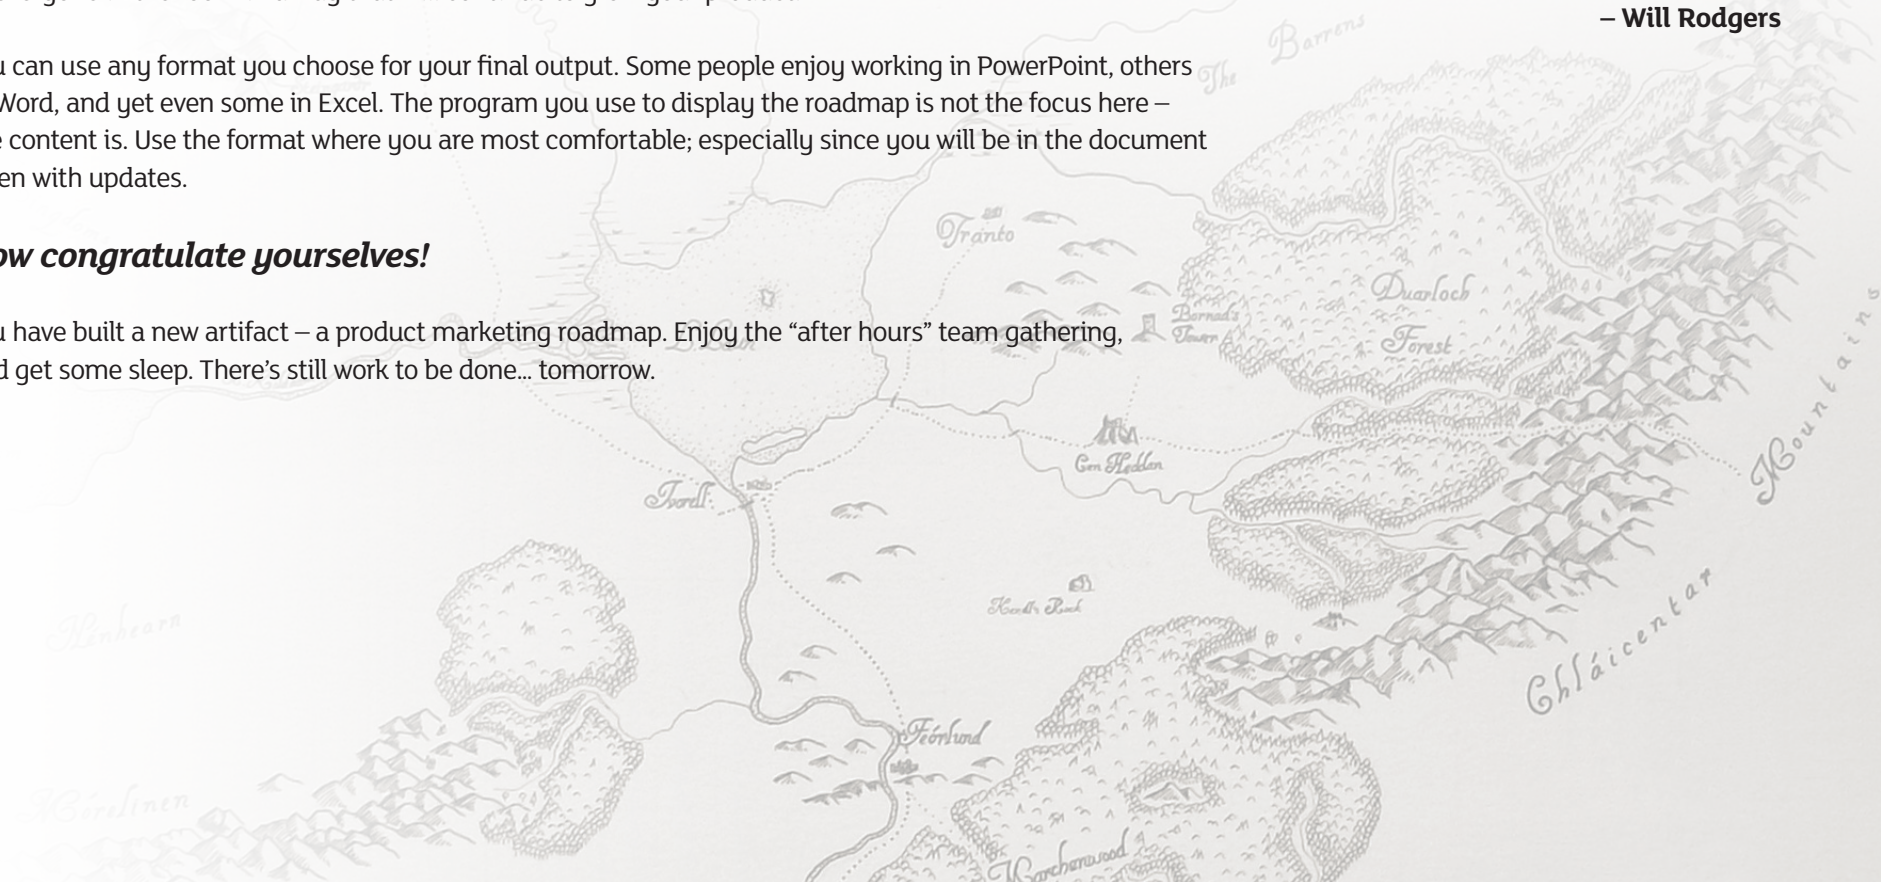 – Will Rodgers
u can use any format you choose for your final output. Some people enjoy working in PowerPoint, others
Word, and yet even some in Excel. The program you use to display the roadmap is not the focus here –
e content is. Use the format where you are most comfortable; especially since you will be in the document
en with updates.
ow congratulate yourselves!
u have built a new artifact – a product marketing roadmap. Enjoy the “after hours” team gathering,
d get some sleep. There’s still work to be done... tomorrow.
The Barrens
Tranto
Duarloch
Forest
Tower
Mountains
Chláicentar
Feórlund